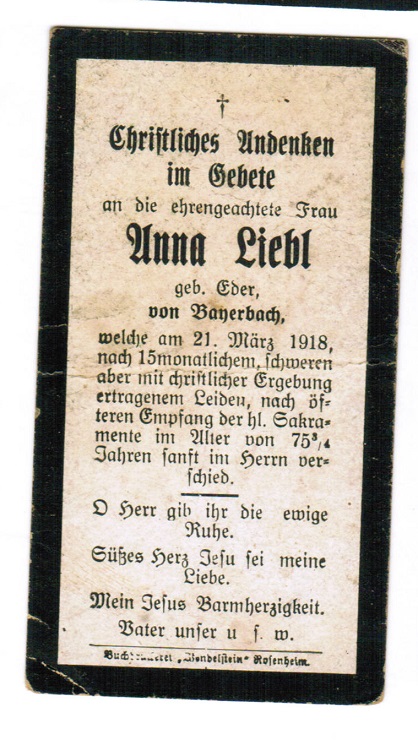 †
Christliches Andenken
im Gebete
an die ehrengeachtete Frau
Anna Liebl
geb. Eder,
von Bayerbach,
welche am 21. März 1918,
nach 15monatlichem, schweren
aber mit christlicher Ergebung
ertragenem Leiden, nach öf-
teren Empfang der hl. Sakra-
mente im Alter von 75¾
Jahren sanft im Herrn ver-
schied.
O Herr gib ihr die ewige
Ruhe.
Süßes Herz Jesu sei meine
Liebe.
Mein Jesus Barmherzigkeit.
Vater unser u s. w.
Buchdruckerei „Wendelstein“ Rosenheim.